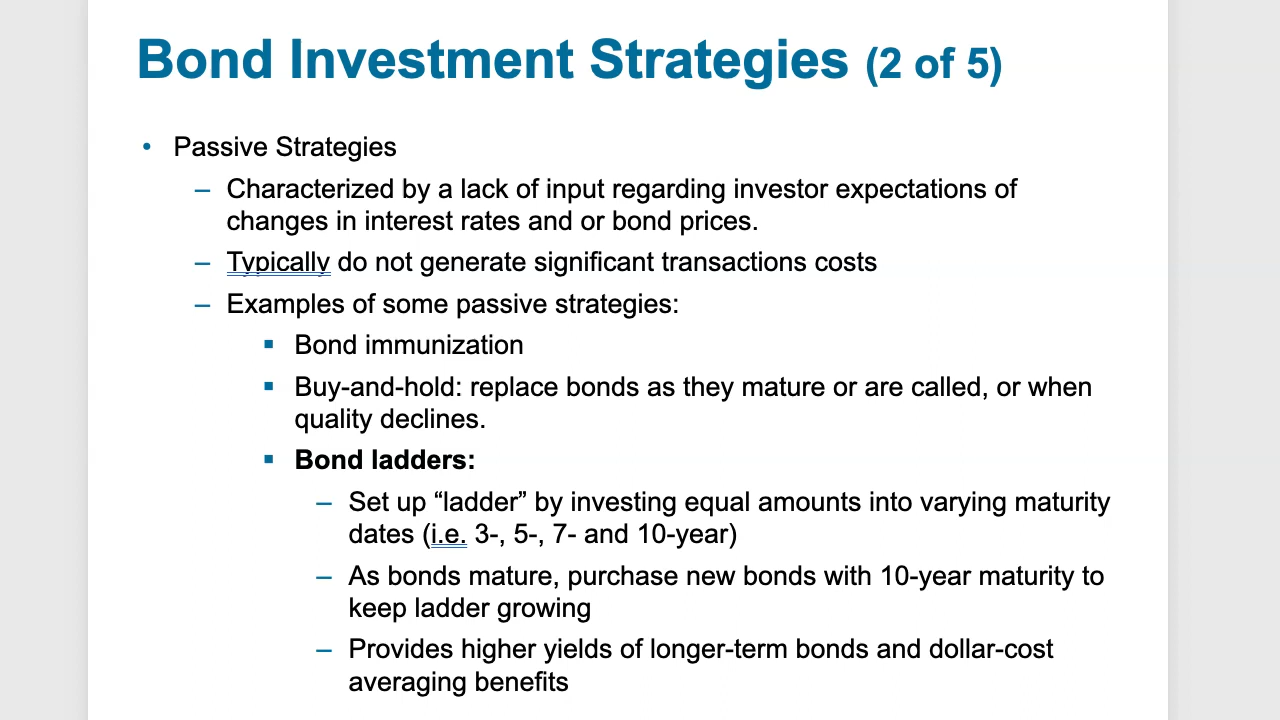 Bond Investment Strategies (2 of 5)
• Passive Strategies
– Characterized by a lack of input regarding investor expectations of
changes in interest rates and or bond prices.
– Typically do not generate significant transactions costs
– Examples of some passive strategies:
▪ Bond immunization
▪ Buy-and-hold: replace bonds as they mature or are called, or when
quality declines.
▪ Bond ladders:
– Set up “ladder” by investing equal amounts into varying maturity
dates (i.e. 3-, 5-, 7- and 10-year)
– As bonds mature, purchase new bonds with 10-year maturity to
keep ladder growing
– Provides higher yields of longer-term bonds and dollar-cost
averaging benefits